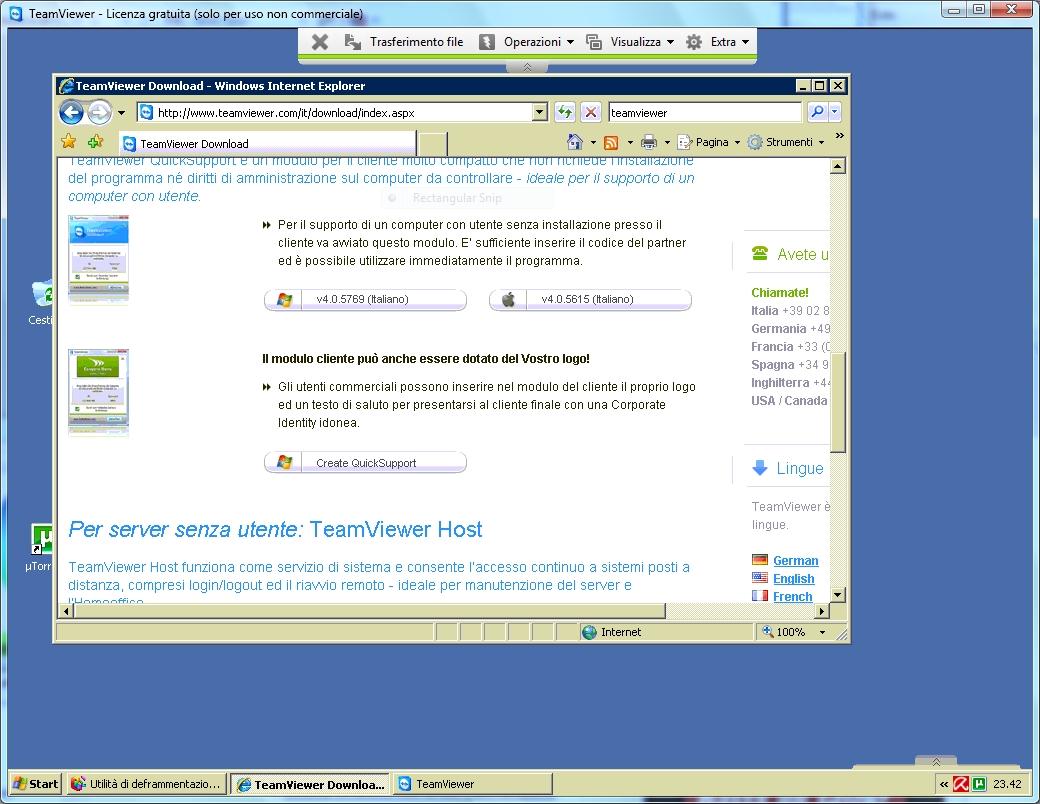 TeamViewer - Licenza gratuita (solo per uso non commerciale)
Trasferimento file Operazioni Visualizza Extra
TeamViewer Download - Windows Internet Explorer
http://www.teamviewer.com/it/download/index.aspx teamviewer
TeamViewer Download Pagina Strumenti
TeamViewer QuickSupport è un modulo per il cliente molto compatto che non richiede l'installazione
del programma né diritti di amministrazione sul computer da controllare - ideale per il supporto di un
computer con utente.
Rectangular Snip
Per il supporto di un computer con utente senza installazione presso il
cliente va avviato questo modulo. E' sufficiente inserire il codice del partner
ed è possibile utilizzare immediatamente il programma.
v4.0.5769 (Italiano) v4.0.5615 (Italiano)
Il modulo cliente può anche essere dotato del Vostro logo!
Gli utenti commerciali possono inserire nel modulo del cliente il proprio logo
ed un testo di saluto per presentarsi al cliente finale con una Corporate
Identity idonea.
Create QuickSupport
Per server senza utente: TeamViewer Host
TeamViewer Host funziona come servizio di sistema e consente l'accesso continuo a sistemi posti a
distanza, compresi login/logout ed il riavvio remoto - ideale per manutenzione del server e
l'Homeoffice
Avete u
Chiamate!
Italia +39 02 8
Germania +49
Francia +33 (0
Spagna +34 9
Inghilterra +44
USA / Canada
Lingue
TeamViewer è
lingue.
German
English
French
Internet 100%
Cesti
µTorr
Start Utilità di deframmentazio... TeamViewer Downloa... TeamViewer 23.42